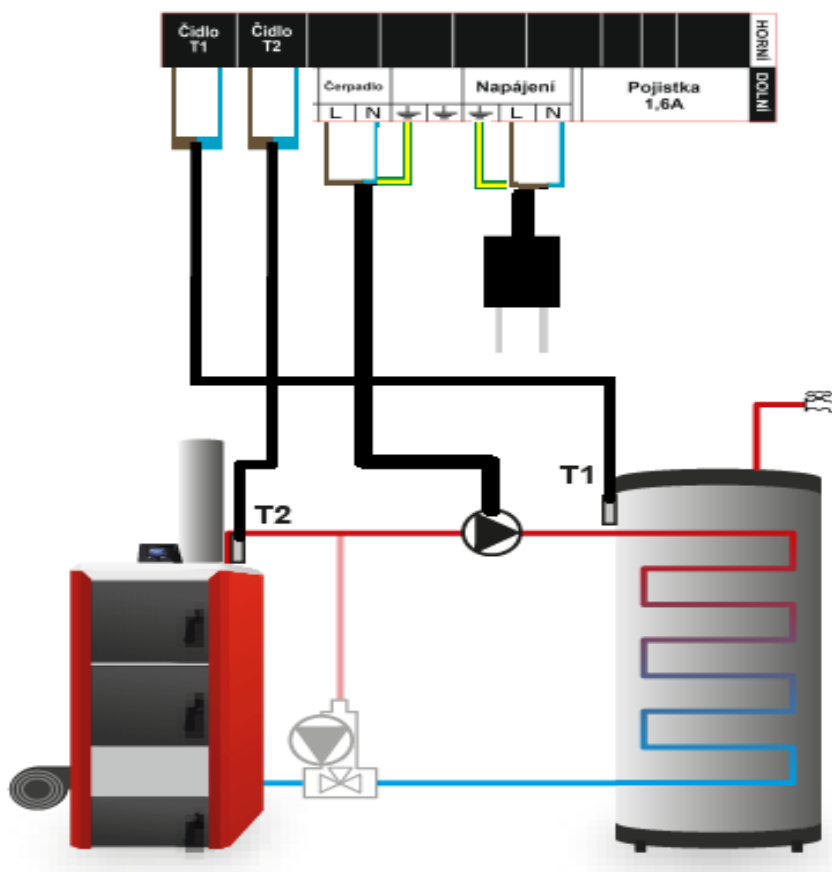 Čidlo
T1
Čidlo
T2
HORNÍ
Čerpadlo
Napájení
Pojistka
1,6A
DOLNÍ
L N L N
T1
T2